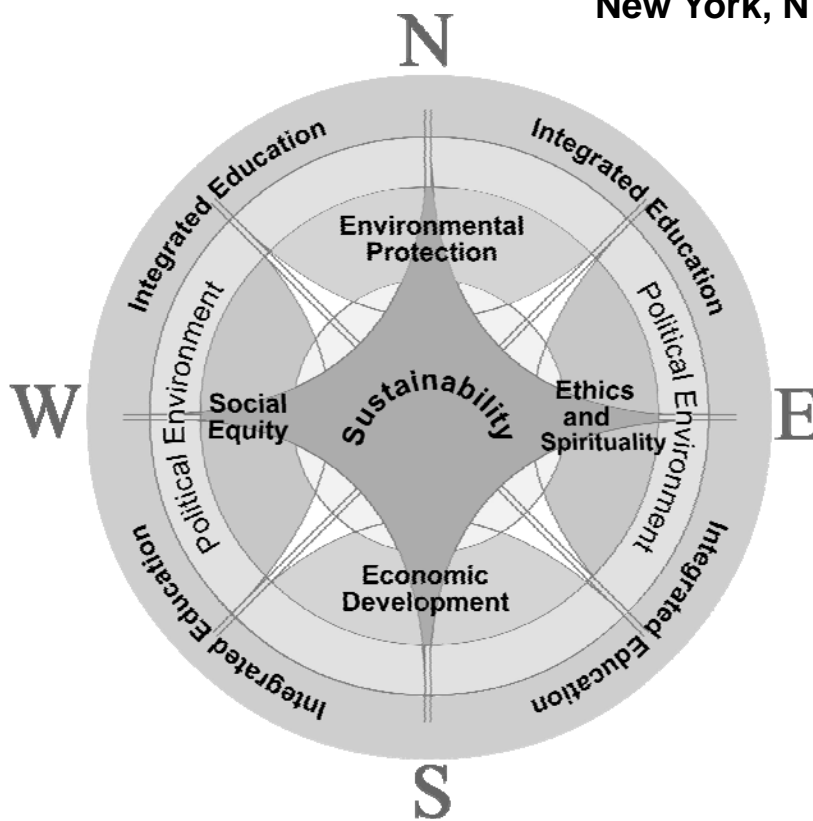 New York, N
N
Integrated Education
Integrated Education
Environmental
Protection
Political Environment
Political Environment
W
Social
Equity
Sustainability
Ethics
and
Spirituality
E
Economic
Development
Integrated Education
Integrated Education
S